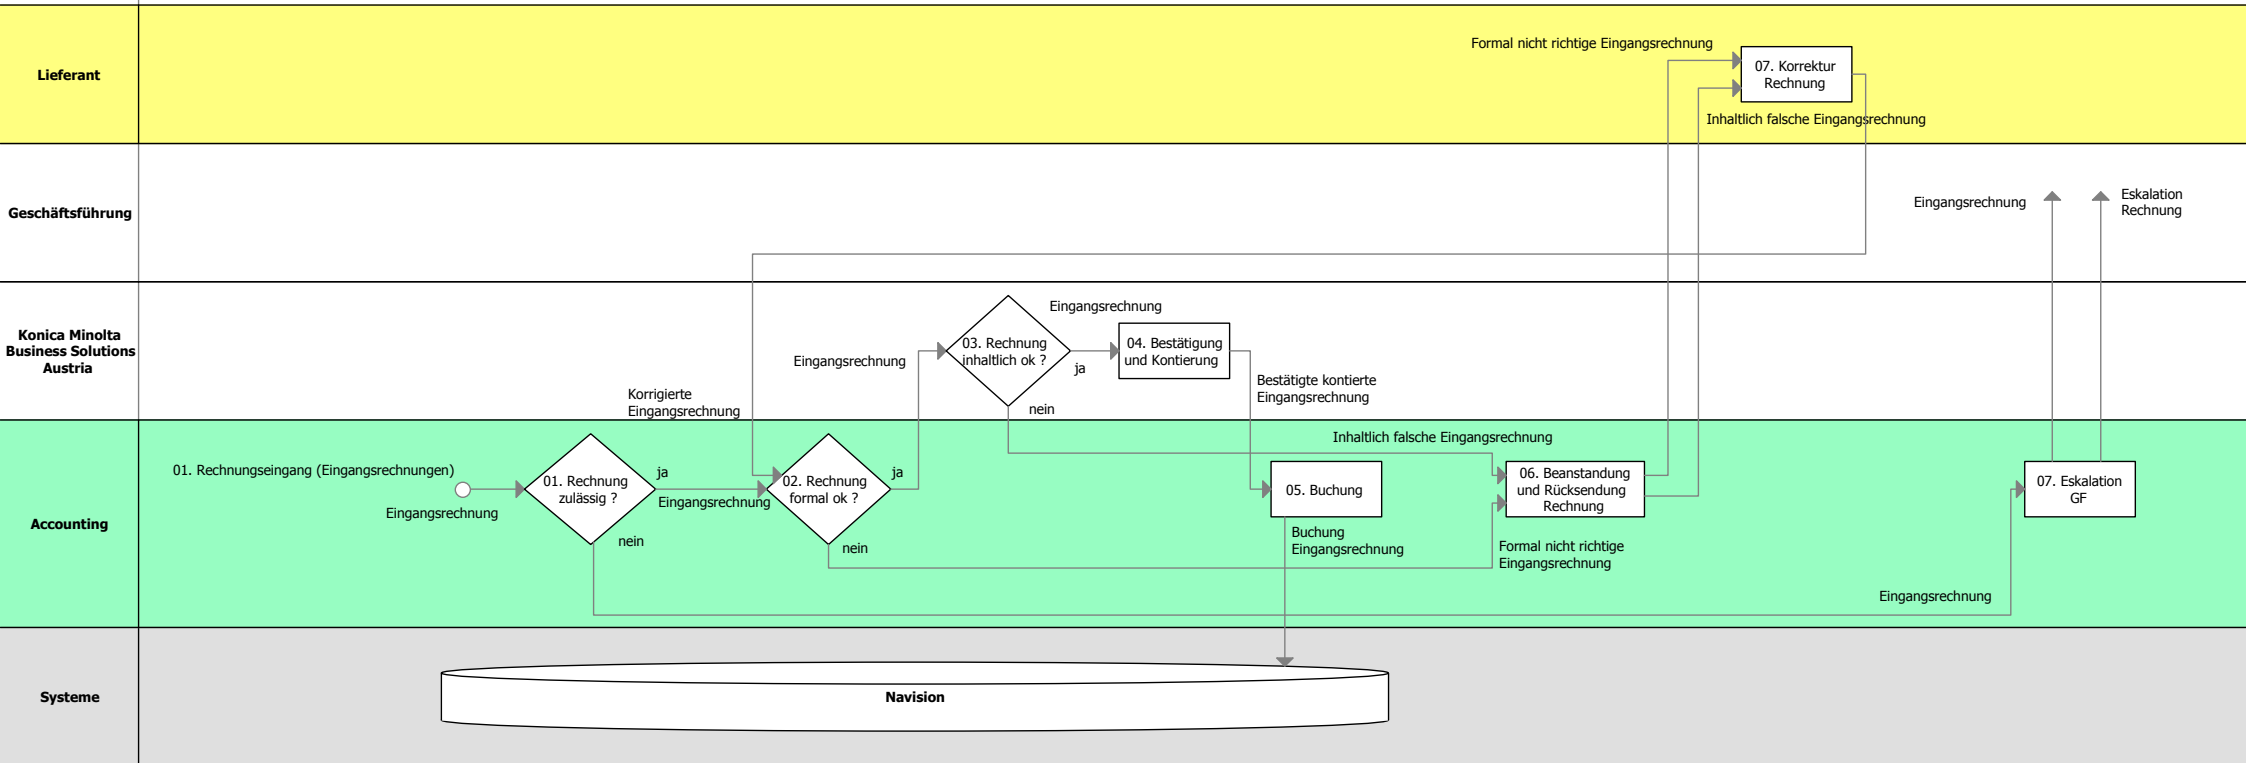 Lieferant
Formal nicht richtige Eingangsrechnung
07. Korrektur
Rechnung
Inhaltlich falsche Eingangsrechnung
Geschäftsführung
Eingangsrechnung
Eskalation
Rechnung
Konica Minolta
Business Solutions
Austria
Eingangsrechnung
03. Rechnung
inhaltlich ok ?
Eingangsrechnung
ja
04. Bestätigung
und Kontierung
nein
Bestätigte kontierte
Eingangsrechnung
Korrigierte
Eingangsrechnung
Accounting
01. Rechnungseingang (Eingangsrechnungen)
Eingangsrechnung
01. Rechnung
zulässig ?
ja
Eingangsrechnung
nein
02. Rechnung
formal ok ?
ja
nein
Inhaltlich falsche Eingangsrechnung
05. Buchung
Buchung
Eingangsrechnung
06. Beanstandung
und Rücksendung
Rechnung
Formal nicht richtige
Eingangsrechnung
07. Eskalation
GF
Eingangsrechnung
Systeme
Navision